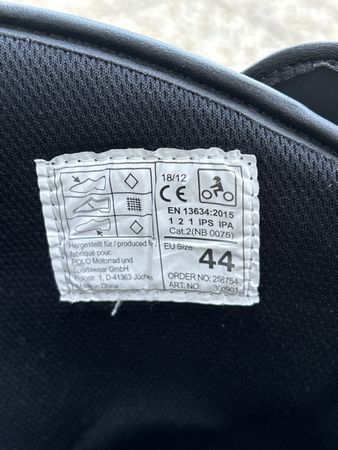 18/12
CE
EN 13634:2015
1 2 1 IPS IPA
Cat.2(NB 0075)
Hergestellt für / produced for
fabriqué pour:
POLO Motorrad und
Sportswear GmbH
Polostr. 1, D-41363 Jüchen
Made in China
EU Size
44
ORDER NO: 256754
ART. NO: